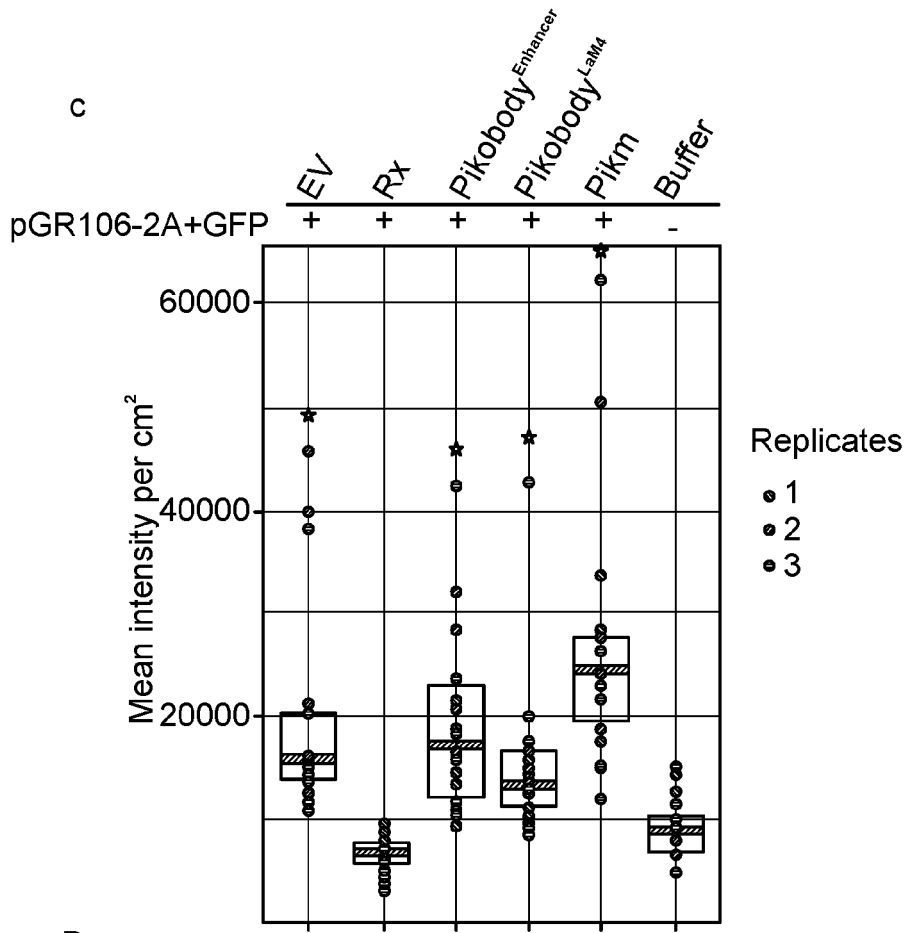 c
EV Rx Pikobody^Enhancer Pikobody^LaM4 Pikm Buffer
pGR106-2A+GFP + + + + + -
60000
40000
20000
Mean intensity per cm²
Replicates
1
2
3